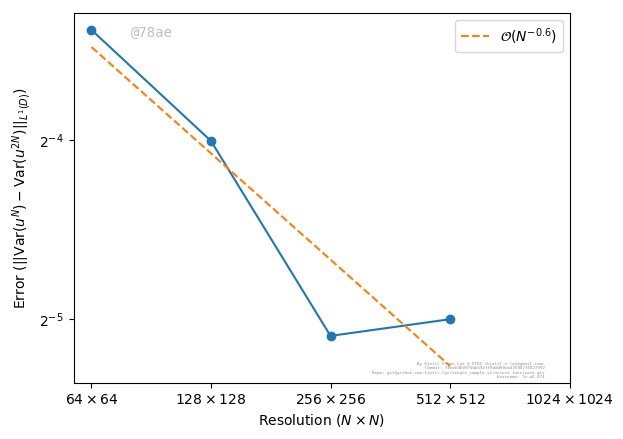 @78ae
𝒪(N^{-0.6})
Error (||Var(u^N) − Var(u^{2N})||_{L^1(D)})
2^{-4}
2^{-5}
64 × 64
128 × 128
256 × 256
512 × 512
1024 × 1024
Resolution (N × N)